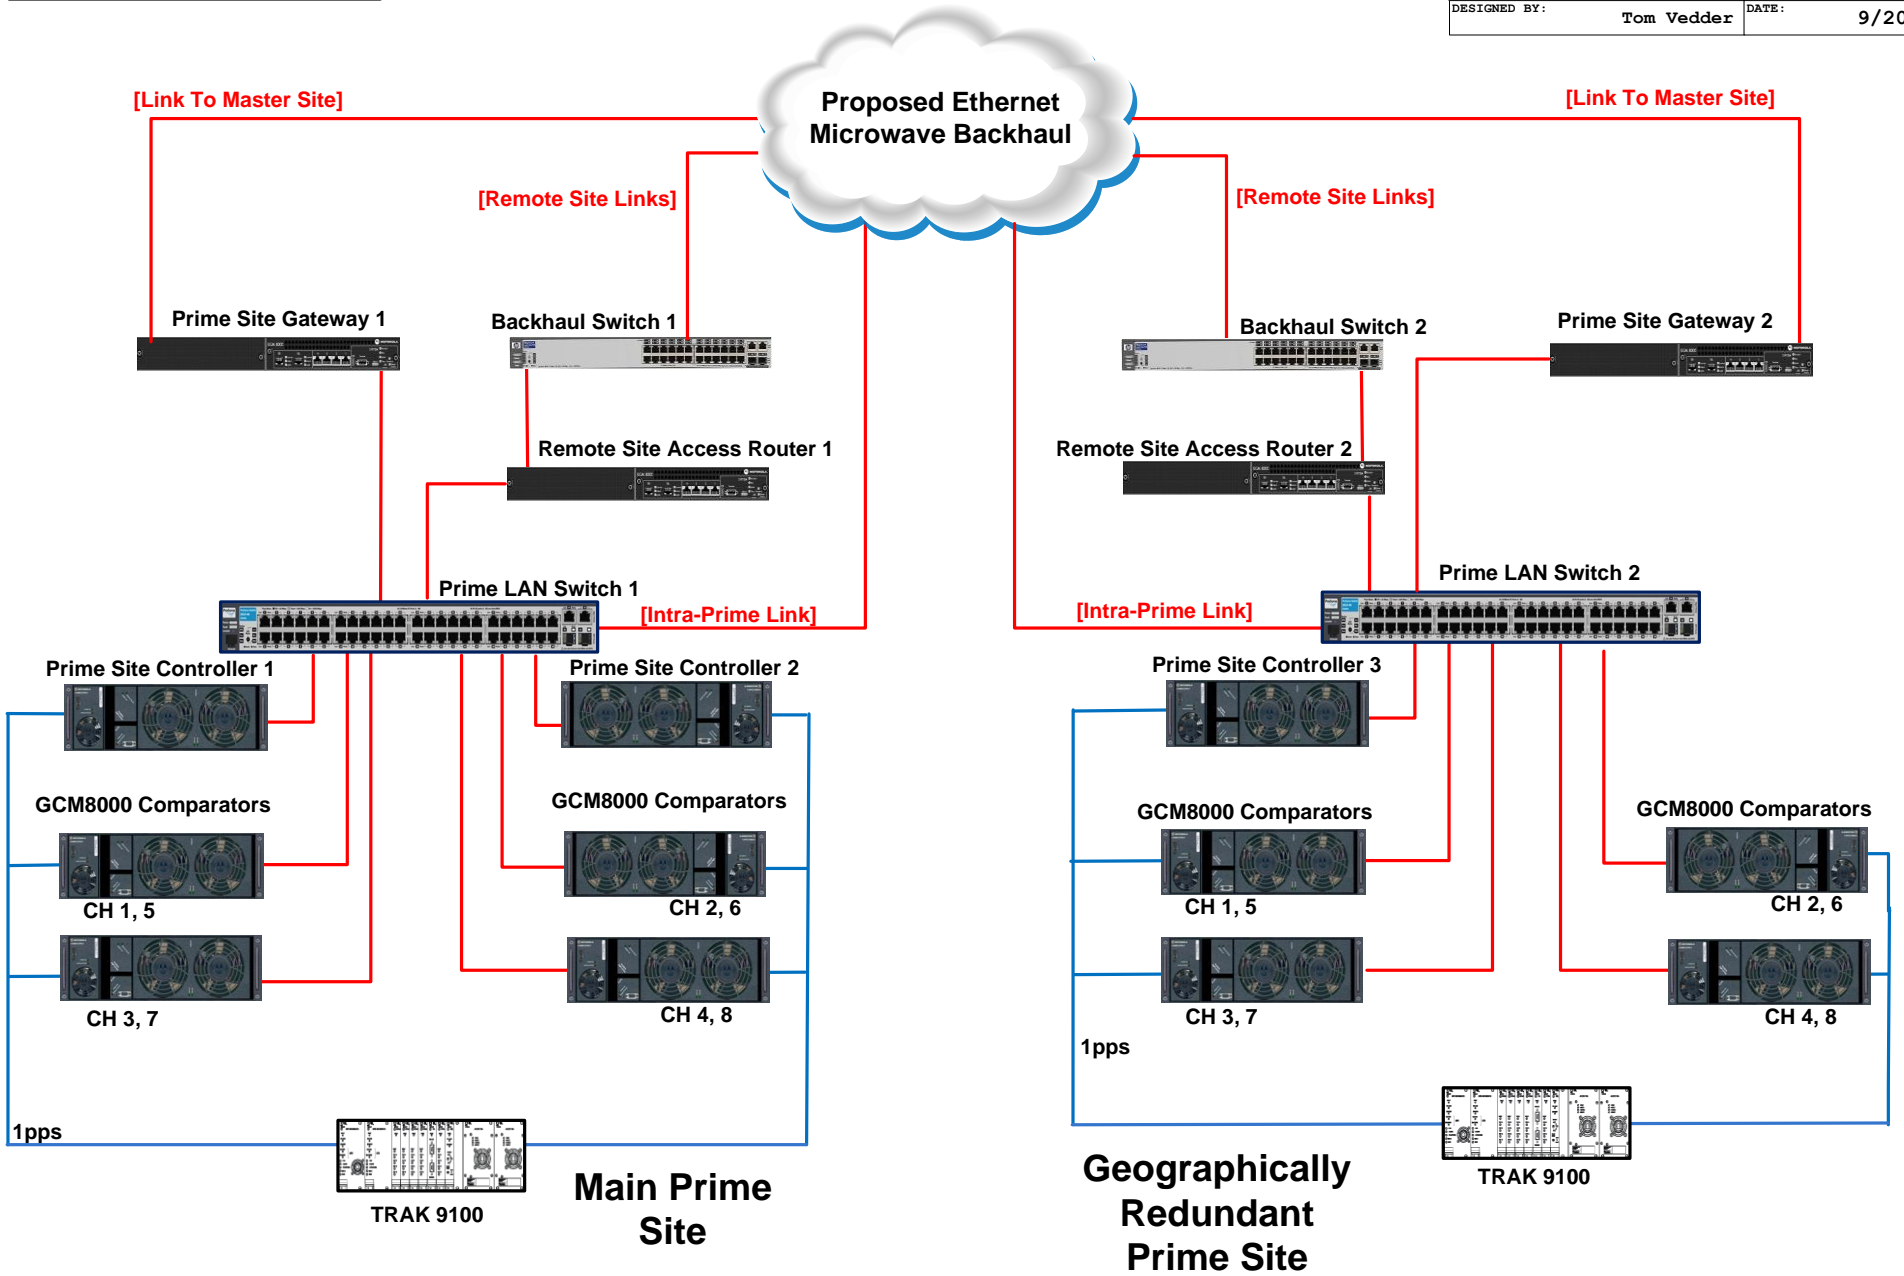 DESIGNED BY:
Tom Vedder
DATE:
9/20
Proposed Ethernet
Microwave Backhaul
[Link To Master Site]
[Link To Master Site]
[Remote Site Links]
[Remote Site Links]
Prime Site Gateway 1
Backhaul Switch 1
Backhaul Switch 2
Prime Site Gateway 2
Remote Site Access Router 1
Remote Site Access Router 2
Prime LAN Switch 1
Prime LAN Switch 2
[Intra-Prime Link]
[Intra-Prime Link]
Prime Site Controller 1
Prime Site Controller 2
Prime Site Controller 3
GCM8000 Comparators
GCM8000 Comparators
GCM8000 Comparators
GCM8000 Comparators
CH 1, 5
CH 2, 6
CH 1, 5
CH 2, 6
CH 3, 7
CH 4, 8
CH 3, 7
CH 4, 8
1pps
1pps
TRAK 9100
TRAK 9100
Main Prime
Site
Geographically
Redundant
Prime Site